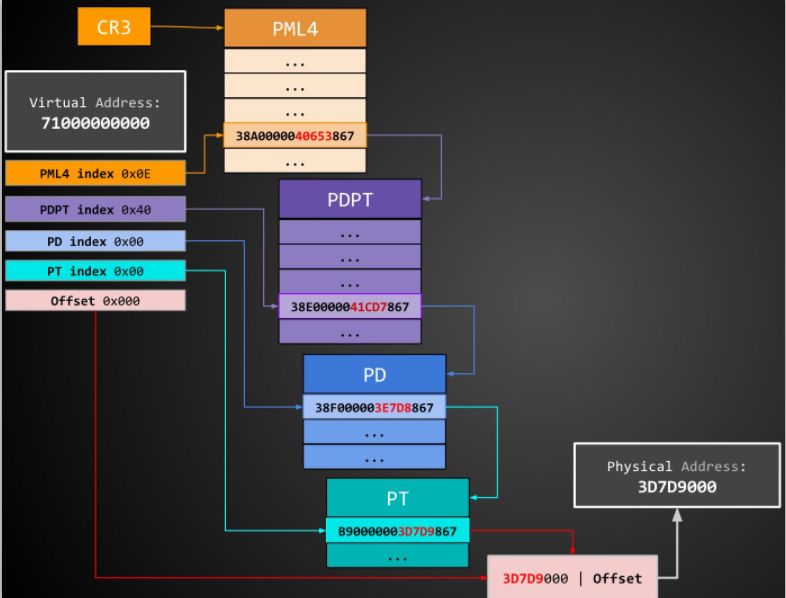 CR3
PML4
...
...
...
38A0000040653867
...
Virtual Address:
71000000000
PML4 index 0x0E
PDPT index 0x40
PD index 0x00
PT index 0x00
Offset 0x000
PDPT
...
...
...
38E0000041CD7867
...
PD
38F000003E7D8867
...
...
PT
B90000003D7D9867
...
Physical Address:
3D7D9000
3D7D9000 | Offset